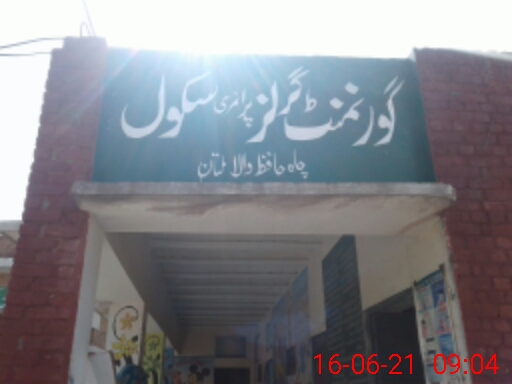 گورنمنٹ گرلز پرائمری سکول
چاہ حافظ والا ملتان
16-06-21 09:04